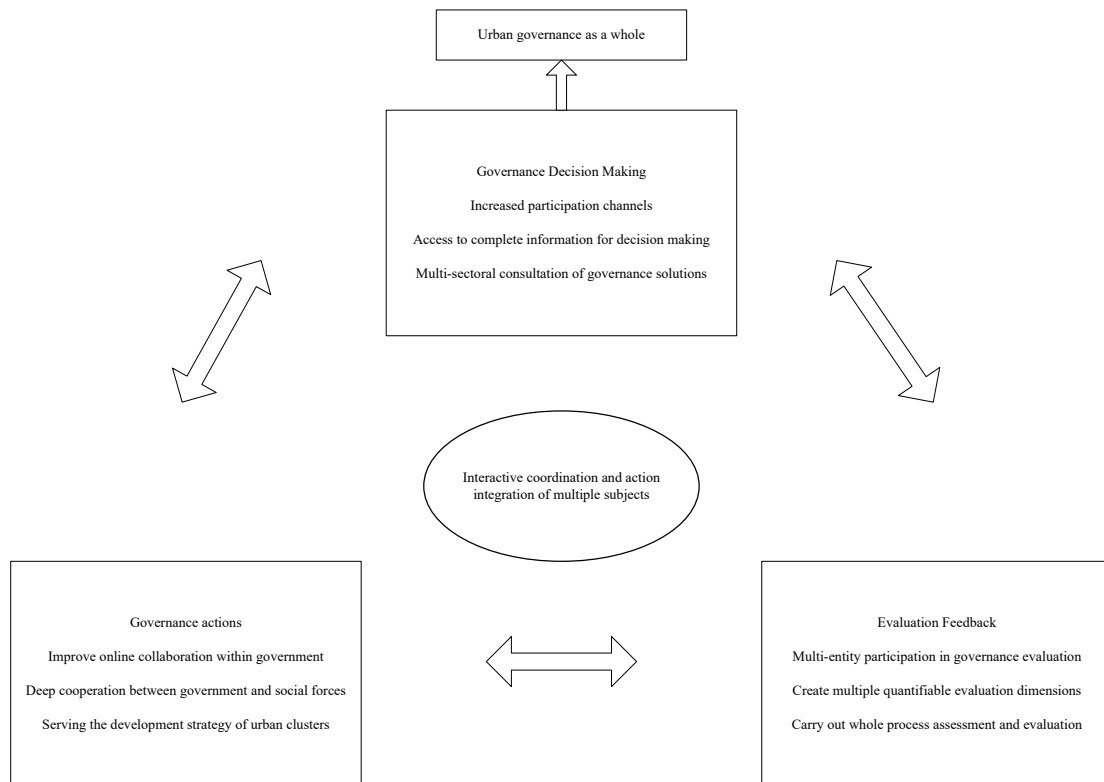 Urban governance as a whole
Governance Decision Making
Increased participation channels
Access to complete information for decision making
Multi-sectoral consultation of governance solutions
Interactive coordination and action
integration of multiple subjects
Governance actions
Improve online collaboration within government
Deep cooperation between government and social forces
Serving the development strategy of urban clusters
Evaluation Feedback
Multi-entity participation in governance evaluation
Create multiple quantifiable evaluation dimensions
Carry out whole process assessment and evaluation